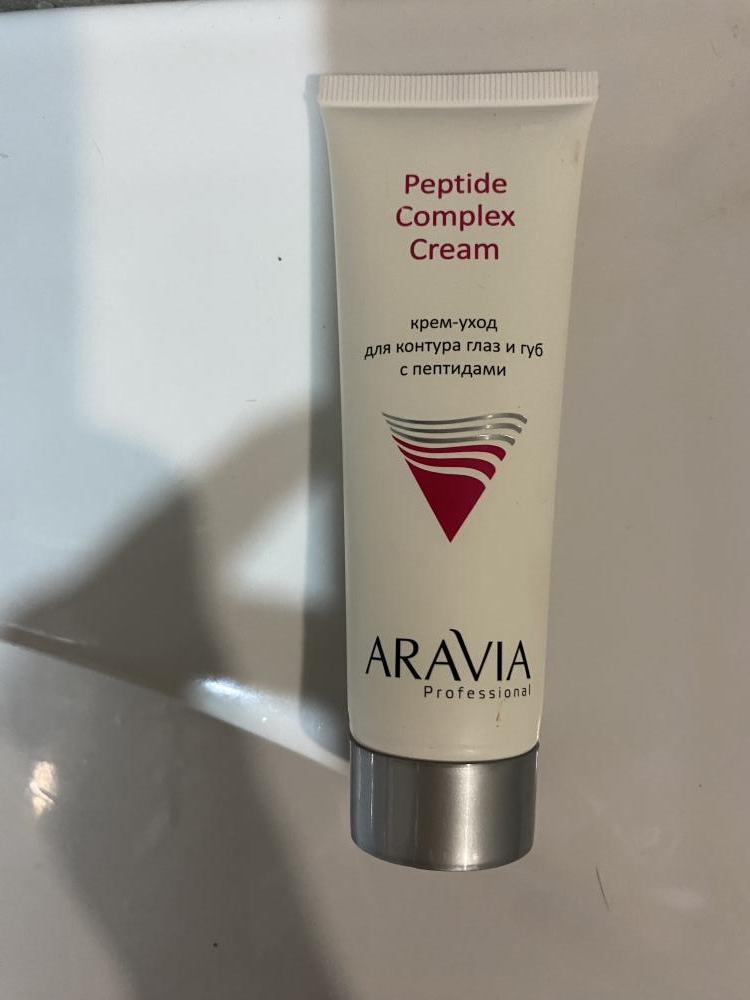 Peptide
Complex
Cream
крем-уход
для контура глаз и губ
с пептидами
ARAVIA
Professional